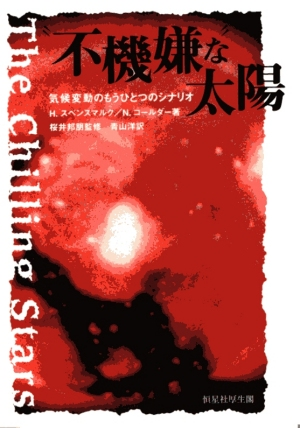 "不機嫌な"
太陽
気候変動のもうひとつのシナリオ
H. スベンスマルク／N. コールダー著
桜井邦朋監修　青山洋訳
The Chilling Stars
恒星社厚生閣